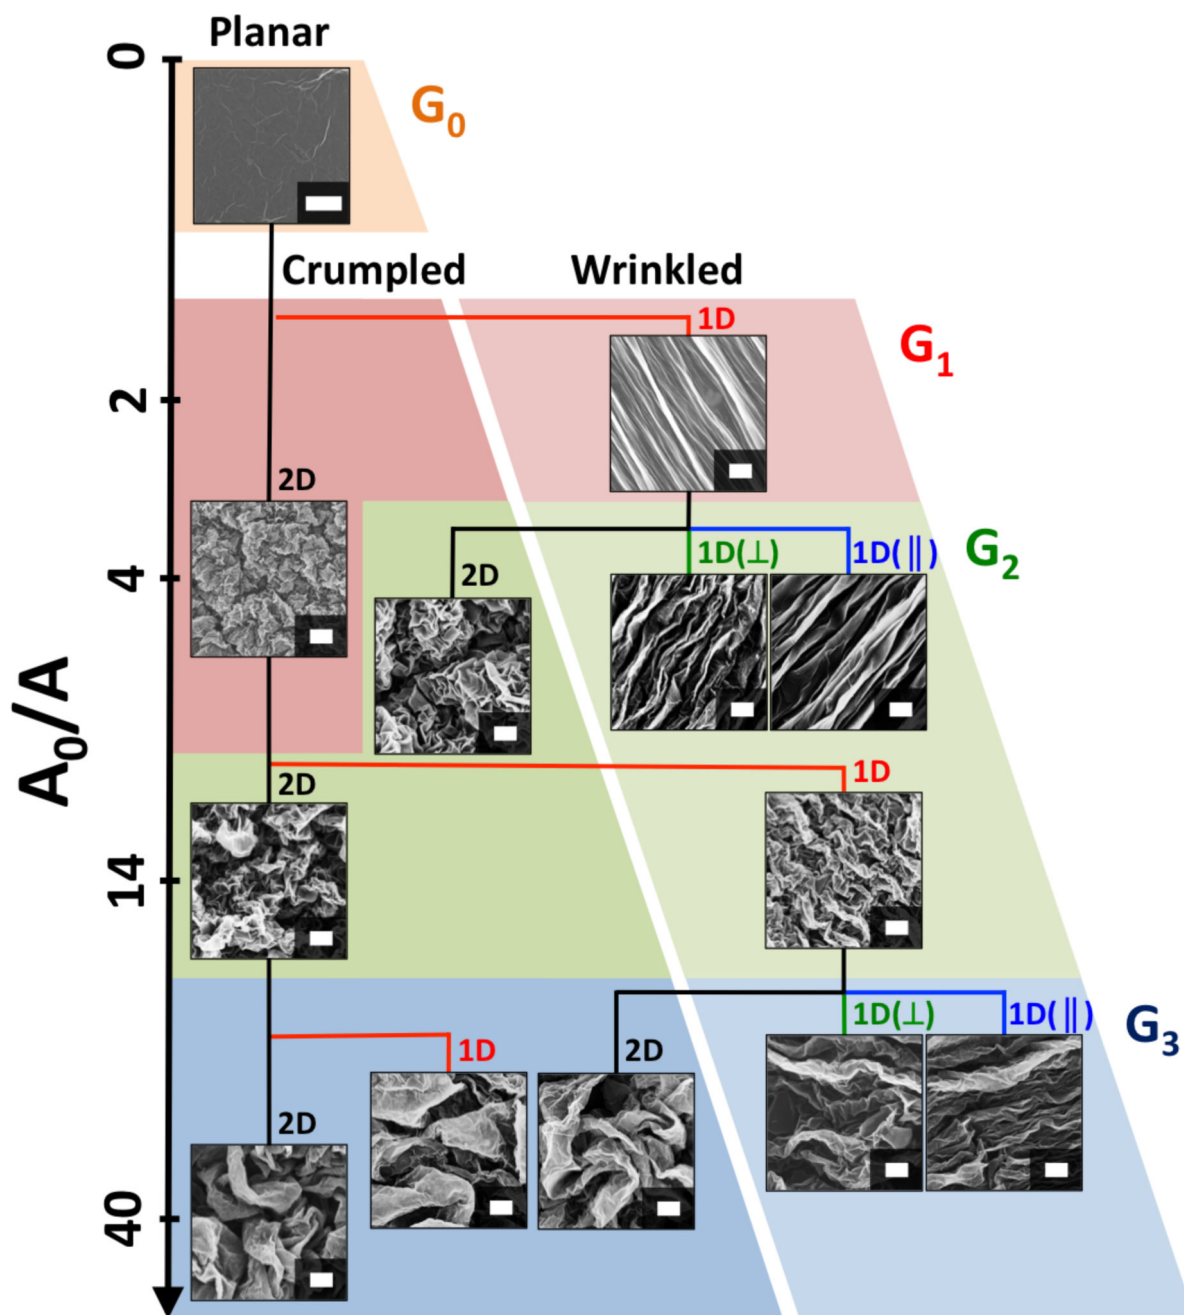 Planar
0
G₀
Crumpled
Wrinkled
1D
G₁
2
2D
1D(⊥)
1D(∥)
G₂
2D
4
A₀/A
2D
1D
14
1D(⊥)
1D(∥)
G₃
1D
2D
2D
40